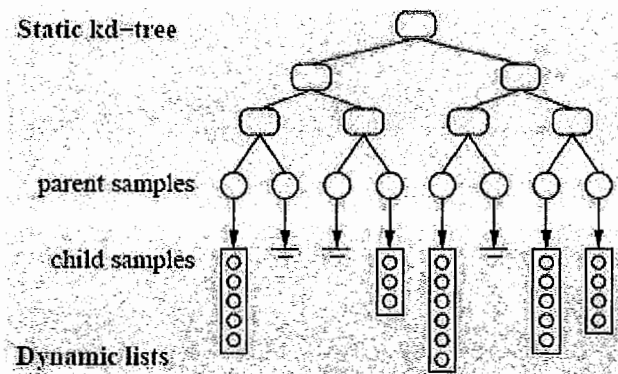 Static kd-tree
parent samples
child samples
Dynamic lists